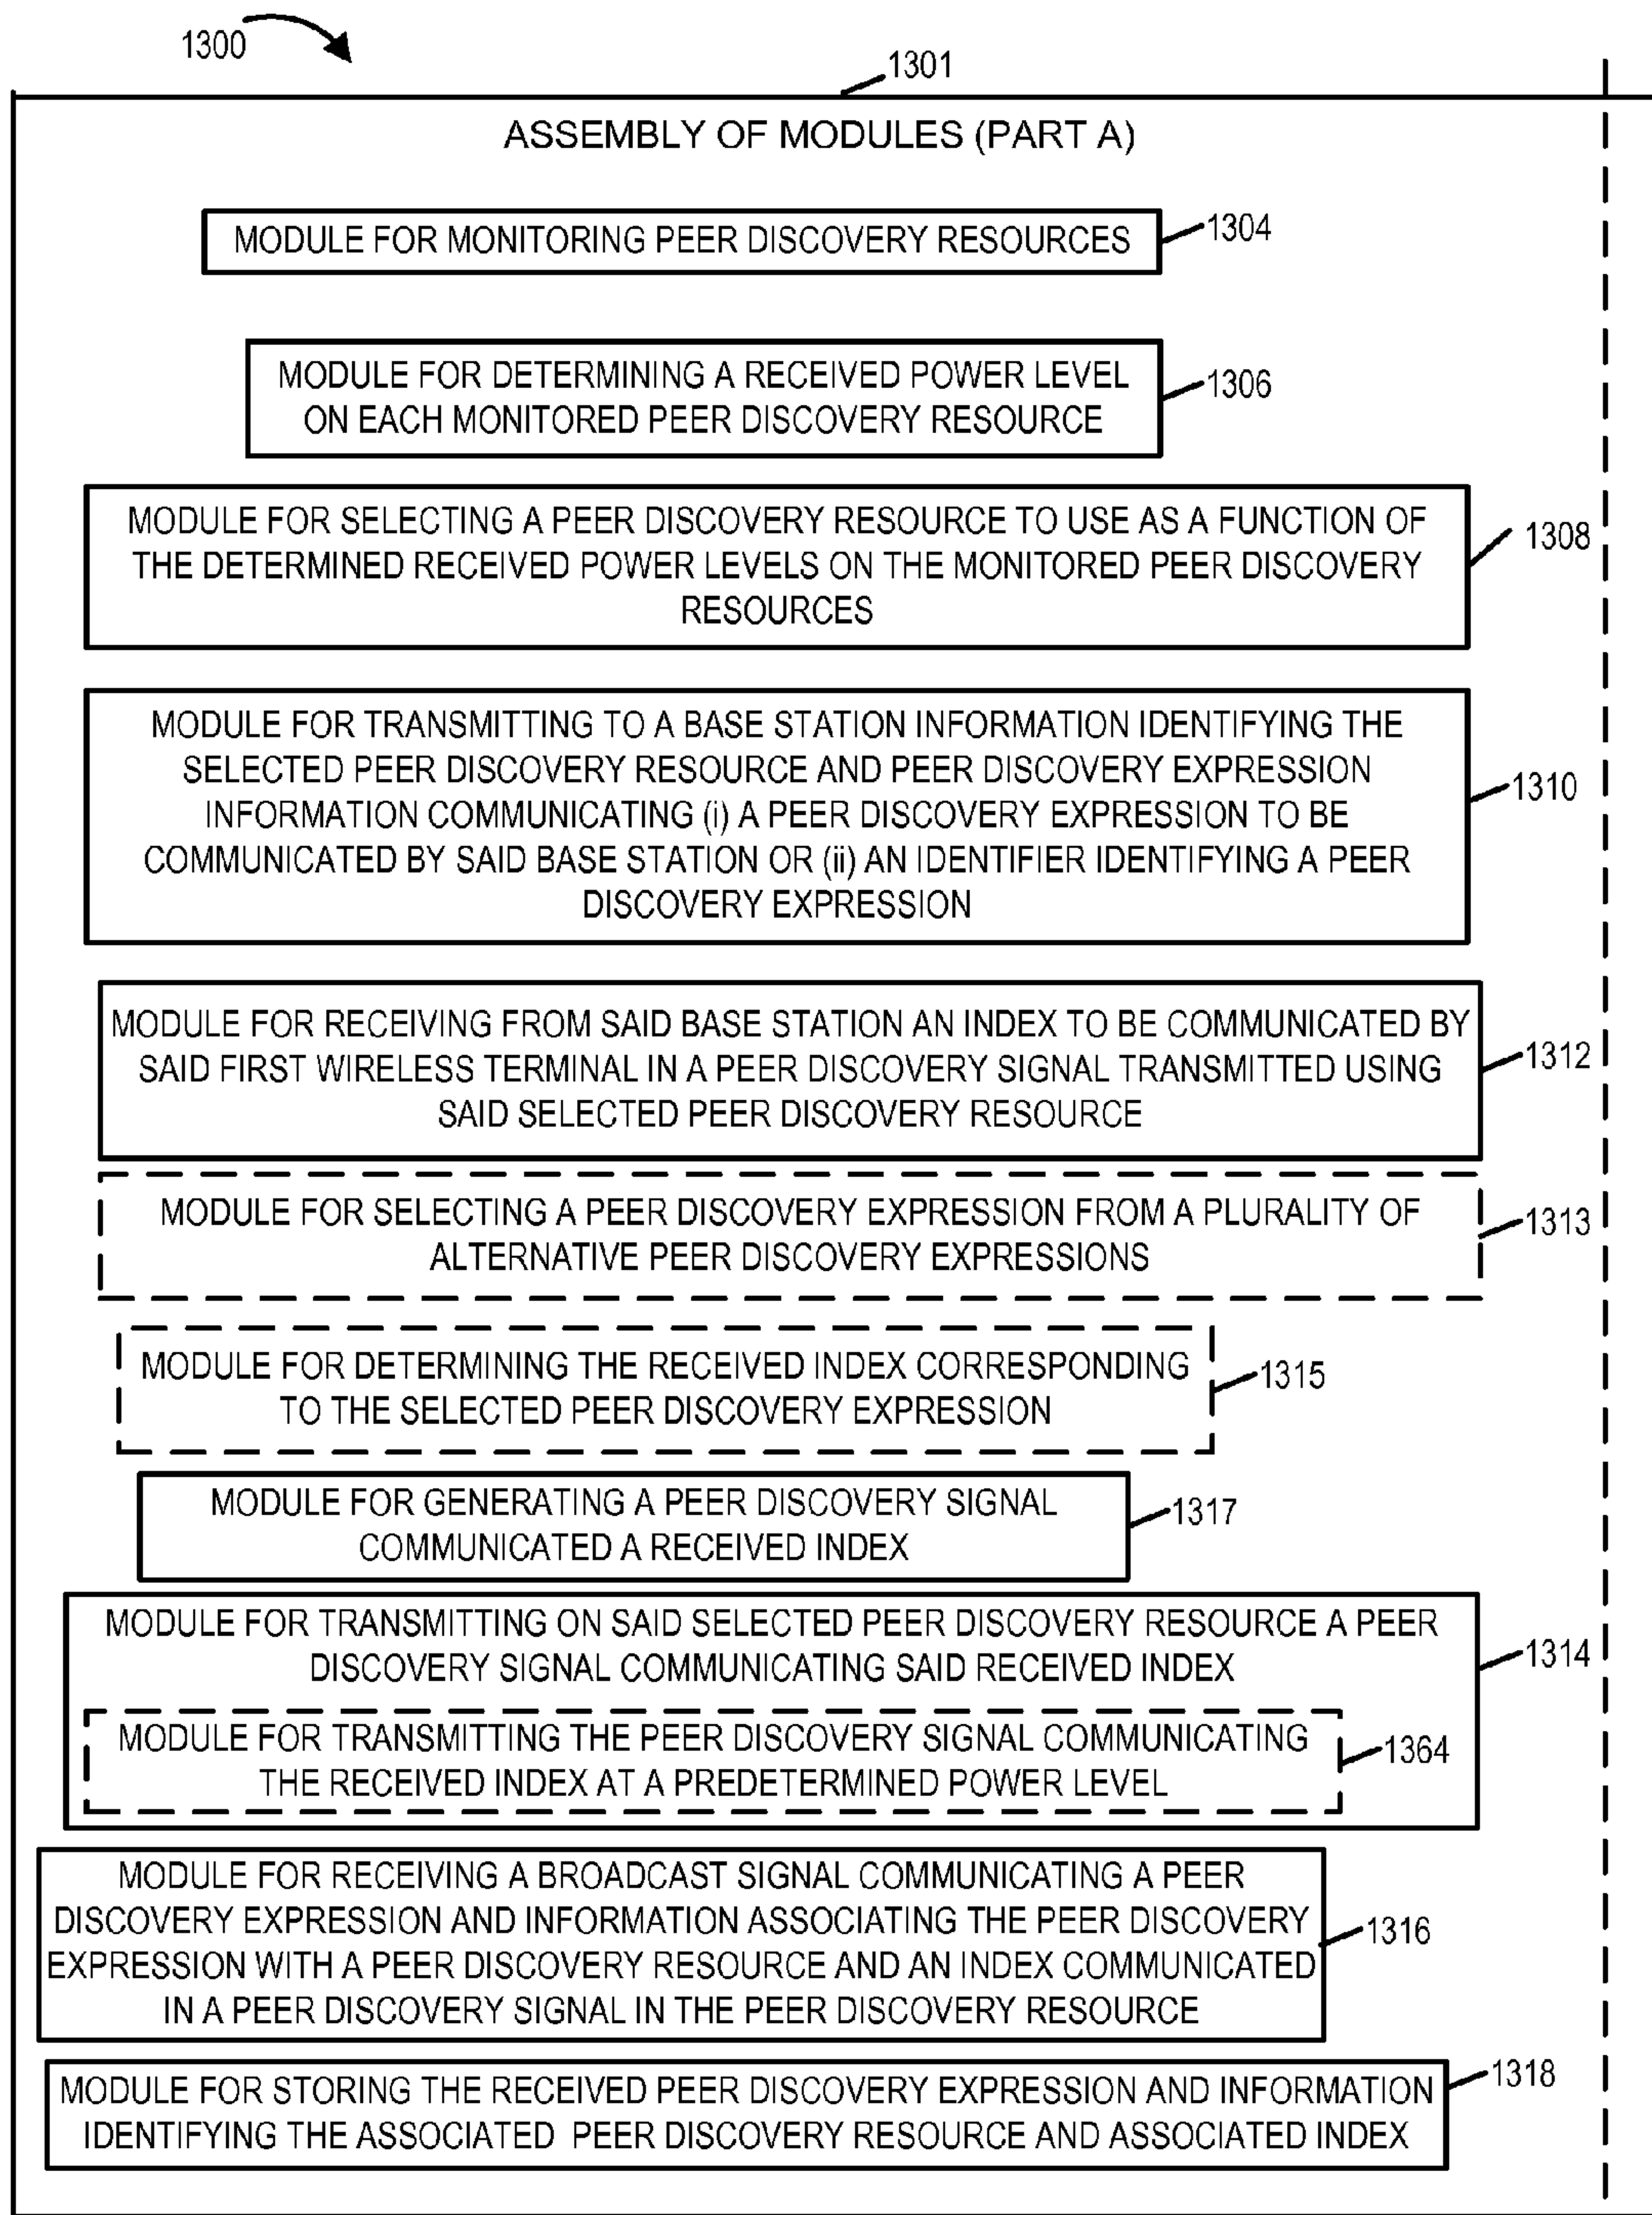 1300
1301
ASSEMBLY OF MODULES (PART A)
MODULE FOR MONITORING PEER DISCOVERY RESOURCES
1304
MODULE FOR DETERMINING A RECEIVED POWER LEVEL
ON EACH MONITORED PEER DISCOVERY RESOURCE
1306
MODULE FOR SELECTING A PEER DISCOVERY RESOURCE TO USE AS A FUNCTION OF
THE DETERMINED RECEIVED POWER LEVELS ON THE MONITORED PEER DISCOVERY
RESOURCES
1308
MODULE FOR TRANSMITTING TO A BASE STATION INFORMATION IDENTIFYING THE
SELECTED PEER DISCOVERY RESOURCE AND PEER DISCOVERY EXPRESSION
INFORMATION COMMUNICATING (i) A PEER DISCOVERY EXPRESSION TO BE
COMMUNICATED BY SAID BASE STATION OR (ii) AN IDENTIFIER IDENTIFYING A PEER
DISCOVERY EXPRESSION
1310
MODULE FOR RECEIVING FROM SAID BASE STATION AN INDEX TO BE COMMUNICATED BY
SAID FIRST WIRELESS TERMINAL IN A PEER DISCOVERY SIGNAL TRANSMITTED USING
SAID SELECTED PEER DISCOVERY RESOURCE
1312
MODULE FOR SELECTING A PEER DISCOVERY EXPRESSION FROM A PLURALITY OF
ALTERNATIVE PEER DISCOVERY EXPRESSIONS
1313
MODULE FOR DETERMINING THE RECEIVED INDEX CORRESPONDING
TO THE SELECTED PEER DISCOVERY EXPRESSION
1315
MODULE FOR GENERATING A PEER DISCOVERY SIGNAL
COMMUNICATED A RECEIVED INDEX
1317
MODULE FOR TRANSMITTING ON SAID SELECTED PEER DISCOVERY RESOURCE A PEER
DISCOVERY SIGNAL COMMUNICATING SAID RECEIVED INDEX
1314
MODULE FOR TRANSMITTING THE PEER DISCOVERY SIGNAL COMMUNICATING
THE RECEIVED INDEX AT A PREDETERMINED POWER LEVEL
1364
MODULE FOR RECEIVING A BROADCAST SIGNAL COMMUNICATING A PEER
DISCOVERY EXPRESSION AND INFORMATION ASSOCIATING THE PEER DISCOVERY
EXPRESSION WITH A PEER DISCOVERY RESOURCE AND AN INDEX COMMUNICATED
IN A PEER DISCOVERY SIGNAL IN THE PEER DISCOVERY RESOURCE
1316
MODULE FOR STORING THE RECEIVED PEER DISCOVERY EXPRESSION AND INFORMATION
IDENTIFYING THE ASSOCIATED PEER DISCOVERY RESOURCE AND ASSOCIATED INDEX
1318